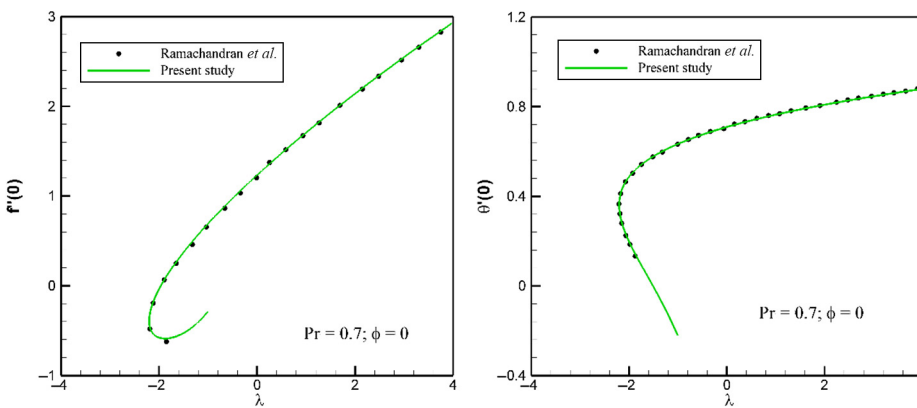 3
2
1
0
−1
f''(0)
Ramachandran et al.
Present study
Pr = 0.7; ϕ = 0
−4
−2
0
2
4
λ
1.2
0.8
0.4
0
−0.4
θ'(0)
Ramachandran et al.
Present study
Pr = 0.7; ϕ = 0
−4
−2
0
2
λ